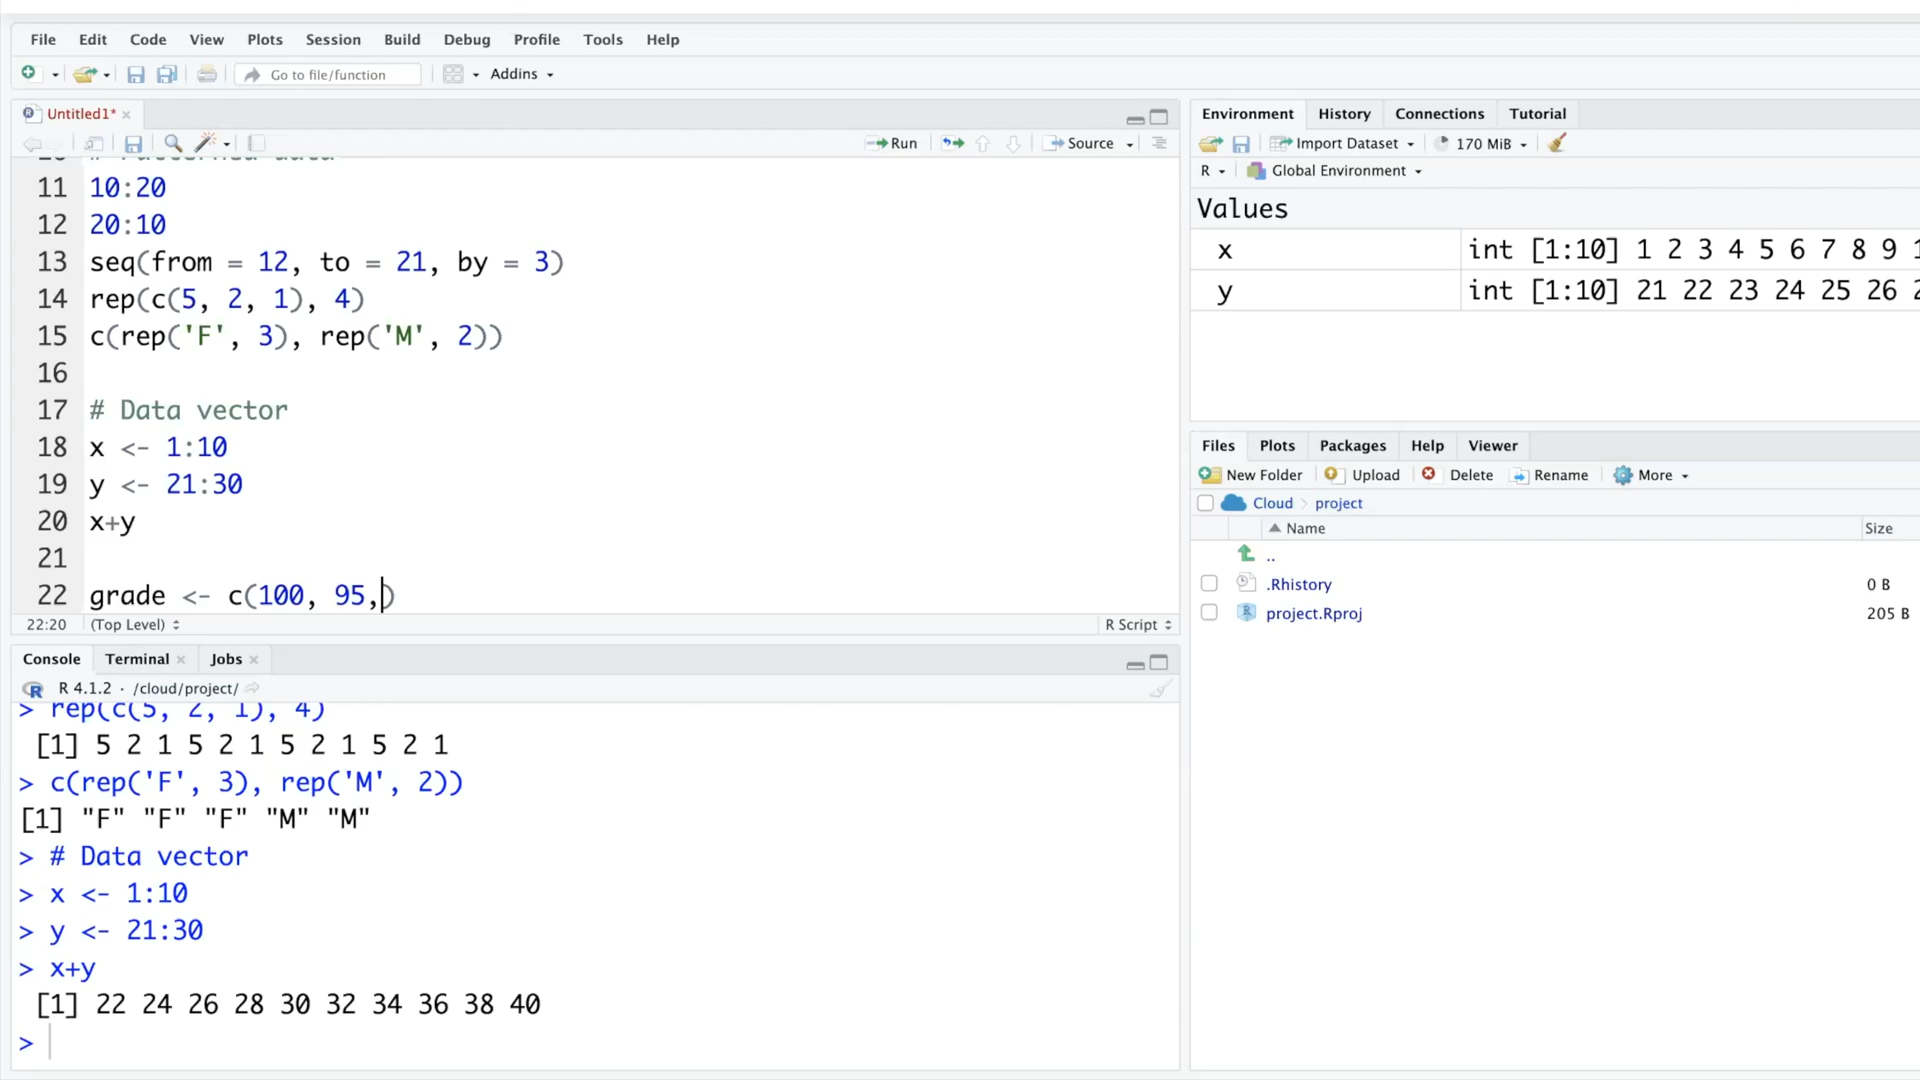 File Edit Code View Plots Session Build Debug Profile Tools Help
Go to file/function Addins
Untitled1*
Run Source
11 10:20
12 20:10
13 seq(from = 12, to = 21, by = 3)
14 rep(c(5, 2, 1), 4)
15 c(rep('F', 3), rep('M', 2))
16
17 # Data vector
18 x <- 1:10
19 y <- 21:30
20 x+y
21
22 grade <- c(100, 95,)
22:20 (Top Level) R Script
Console Terminal Jobs
R 4.1.2 · /cloud/project/
> rep(c(5, 2, 1), 4)
[1] 5 2 1 5 2 1 5 2 1 5 2 1
> c(rep('F', 3), rep('M', 2))
[1] "F" "F" "F" "M" "M"
> # Data vector
> x <- 1:10
> y <- 21:30
> x+y
[1] 22 24 26 28 30 32 34 36 38 40
>
Environment History Connections Tutorial
Import Dataset 170 MiB
R Global Environment
Values
x int [1:10] 1 2 3 4 5 6 7 8 9
y int [1:10] 21 22 23 24 25 26
Files Plots Packages Help Viewer
New Folder Upload Delete Rename More
Cloud project
Name Size
..
.Rhistory 0 B
project.Rproj 205 B